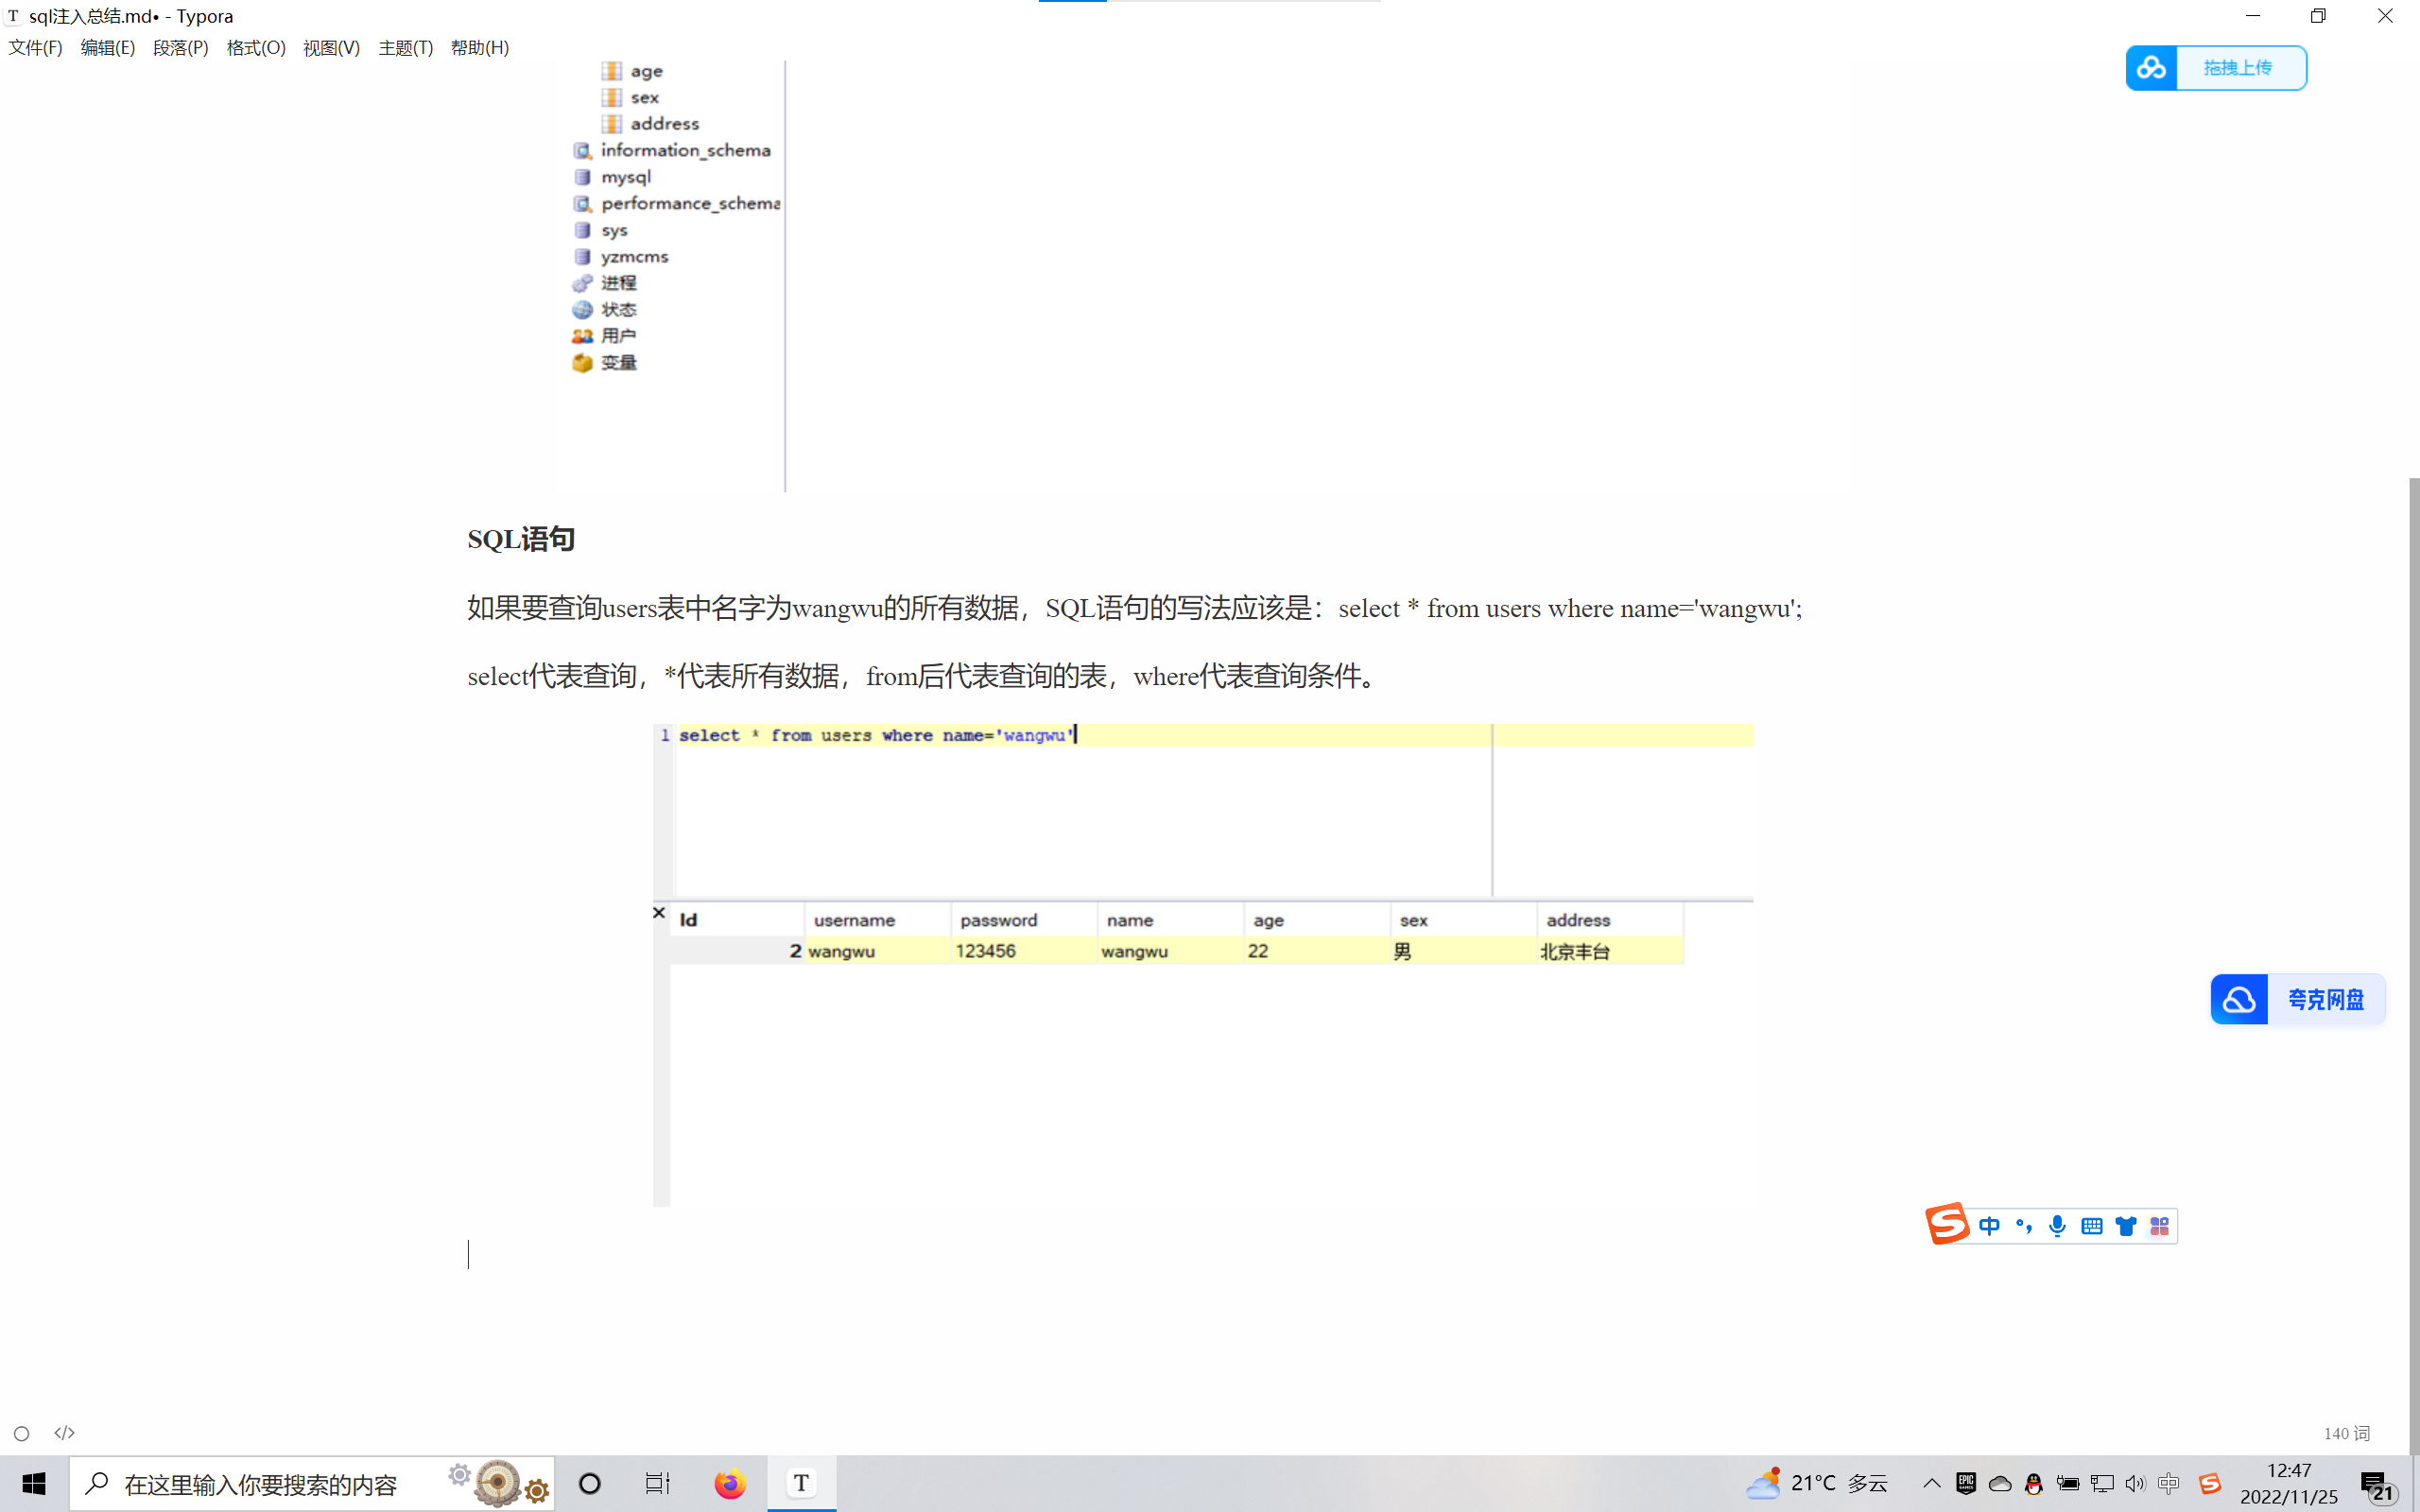 T sql注入总结.md• - Typora
文件(F) 编辑(E) 段落(P) 格式(O) 视图(V) 主题(T) 帮助(H)
拖拽上传
age
sex
address
information_schema
mysql
performance_schema
sys
yzmcms
进程
状态
用户
变量
SQL语句
如果要查询users表中名字为wangwu的所有数据，SQL语句的写法应该是：select * from users where name='wangwu';
select代表查询，*代表所有数据，from后代表查询的表，where代表查询条件。
1 select * from users where name='wangwu'
Id username password name age sex address
2 wangwu 123456 wangwu 22 男 北京丰台
夸克网盘
S 中 °,
</> 140 词
在这里输入你要搜索的内容 T 21°C 多云 EPIC GAMES 中 S 12:47
2022/11/25 21